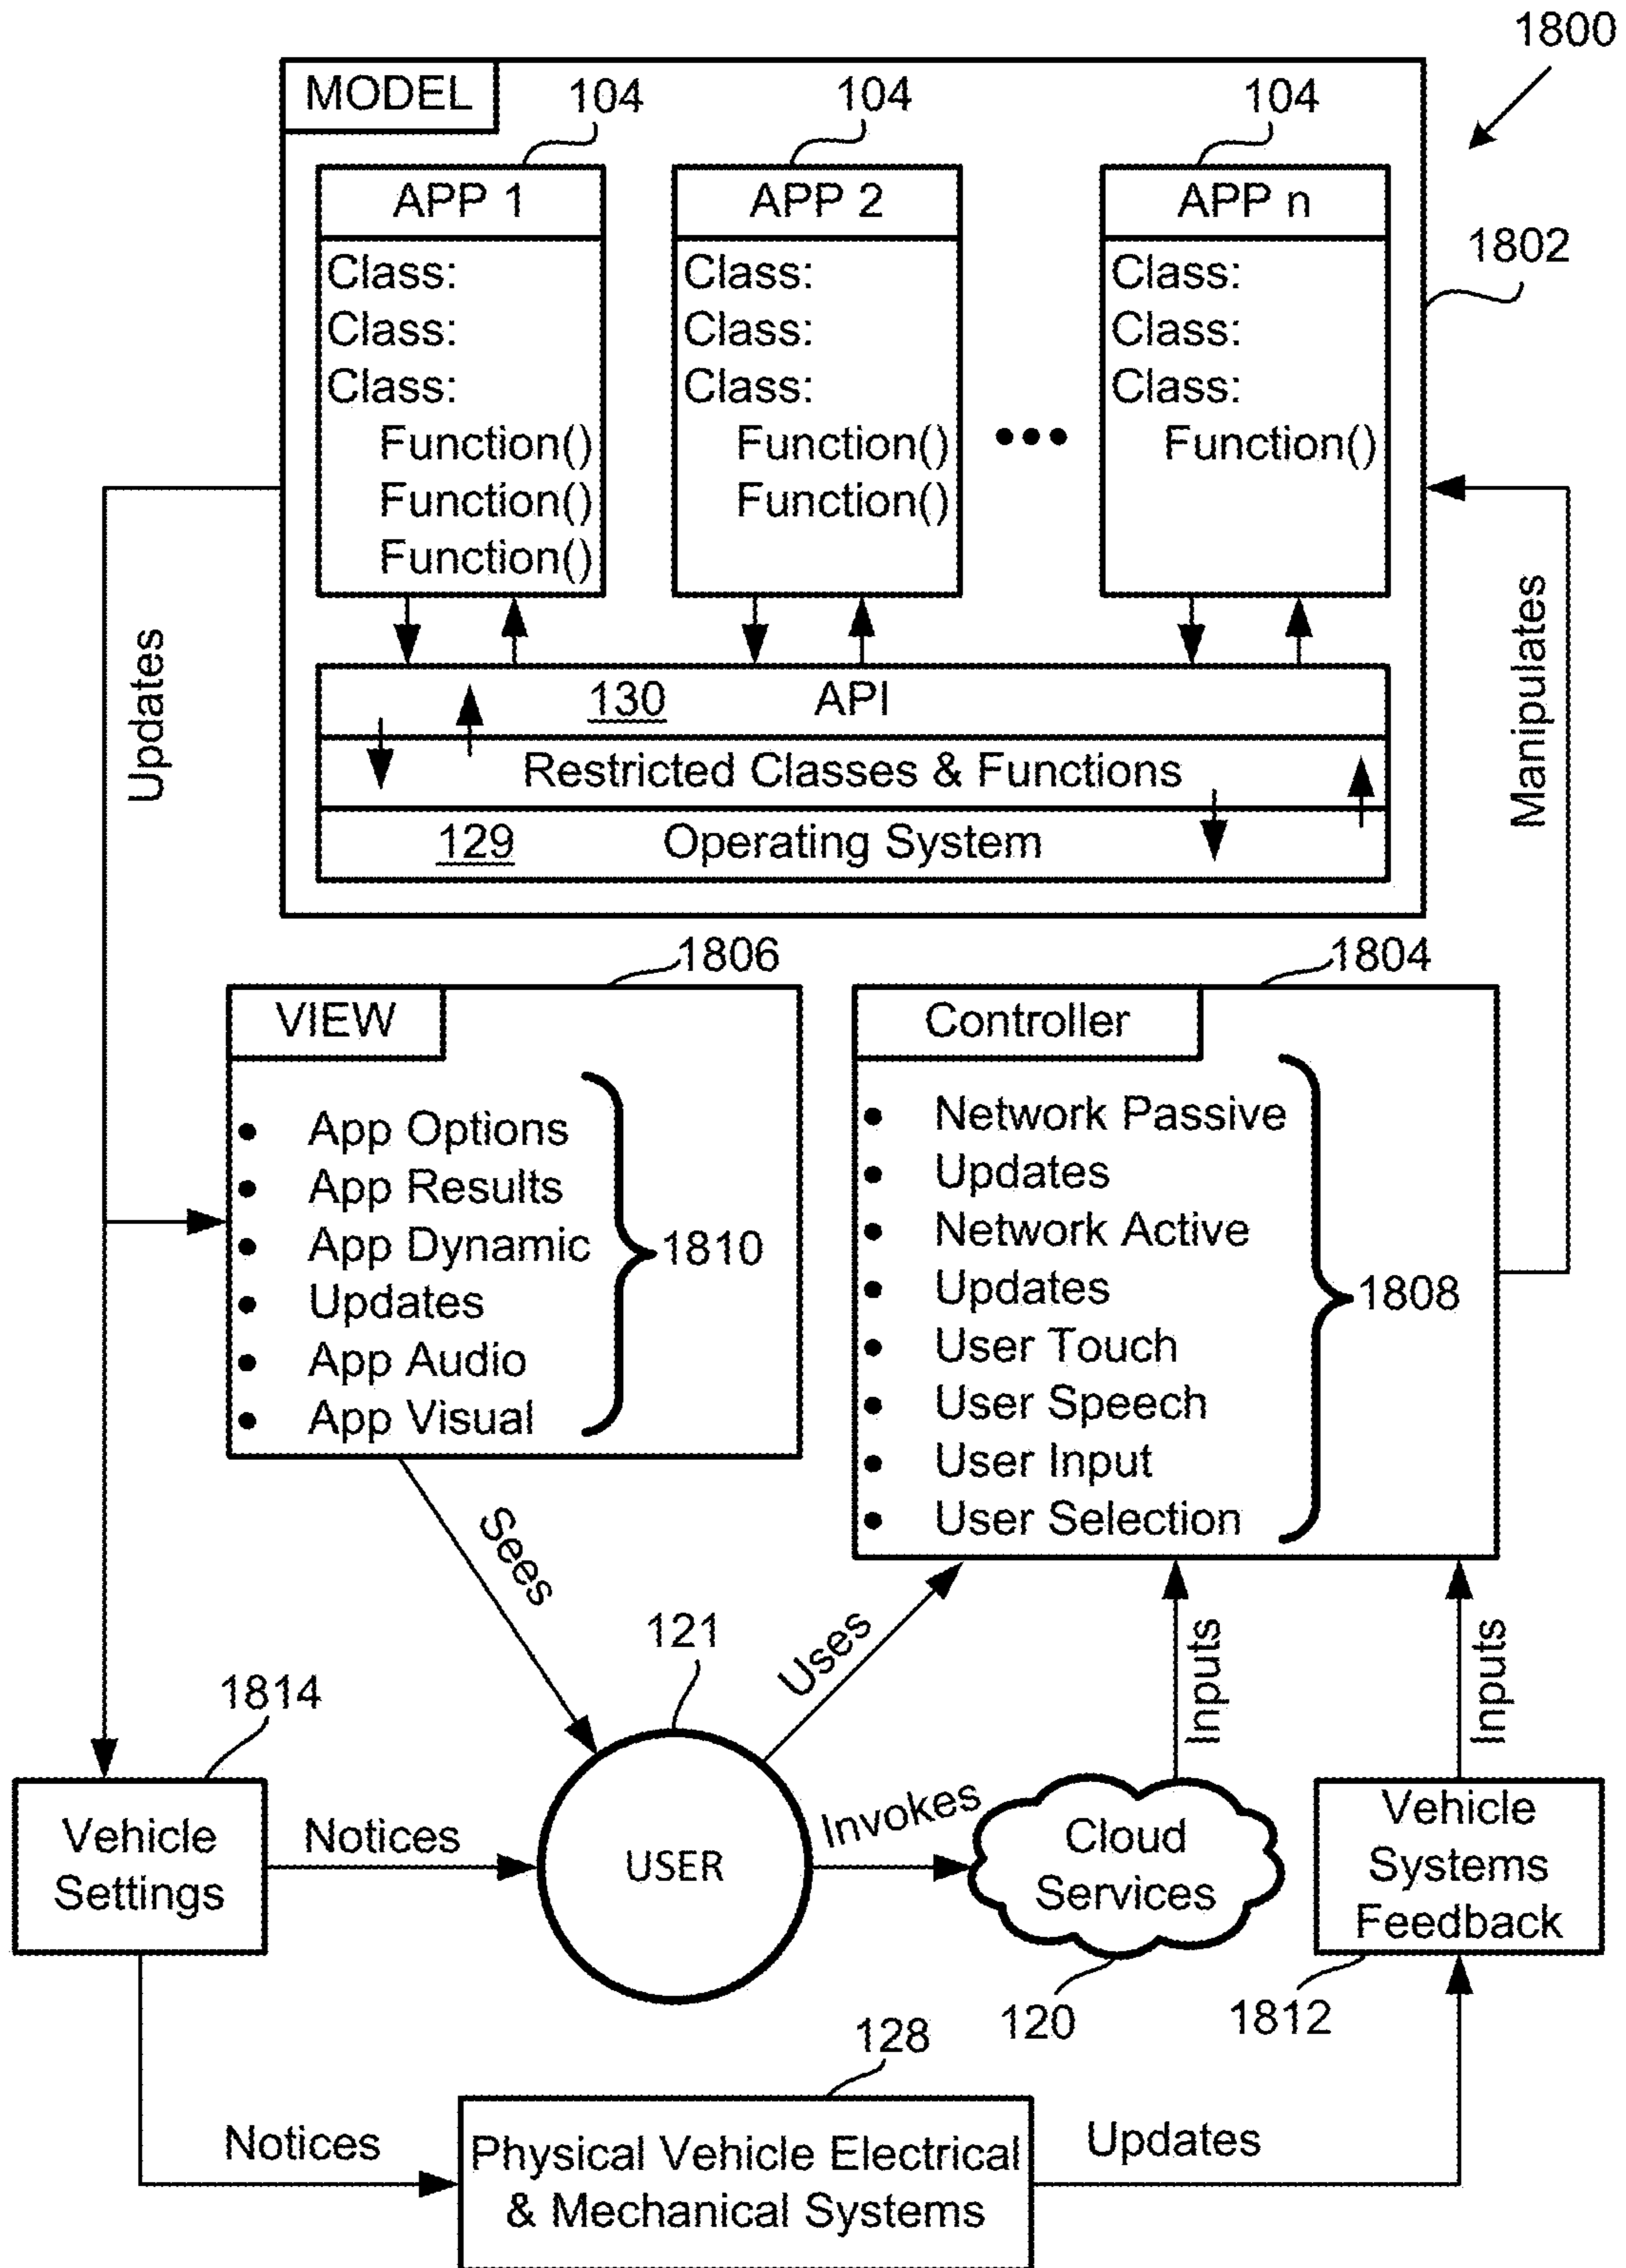 1800
MODEL
104
104
104
APP 1
APP 2
APP n
1802
Class:
Class:
Class:
Function()
Function()
Function()
Class:
Class:
Class:
Function()
Function()
•••
Class:
Class:
Class:
Function()
130 API
Restricted Classes & Functions
129 Operating System
Updates
Manipulates
1806
VIEW
• App Options
• App Results
• App Dynamic
• Updates
• App Audio
• App Visual
1810
1804
Controller
• Network Passive
• Updates
• Network Active
• Updates
• User Touch
• User Speech
• User Input
• User Selection
1808
Sees
Uses
Inputs
Inputs
121
1814
Vehicle
Settings
Notices
USER
Invokes
Cloud
Services
Vehicle
Systems
Feedback
120
1812
128
Notices
Physical Vehicle Electrical
& Mechanical Systems
Updates